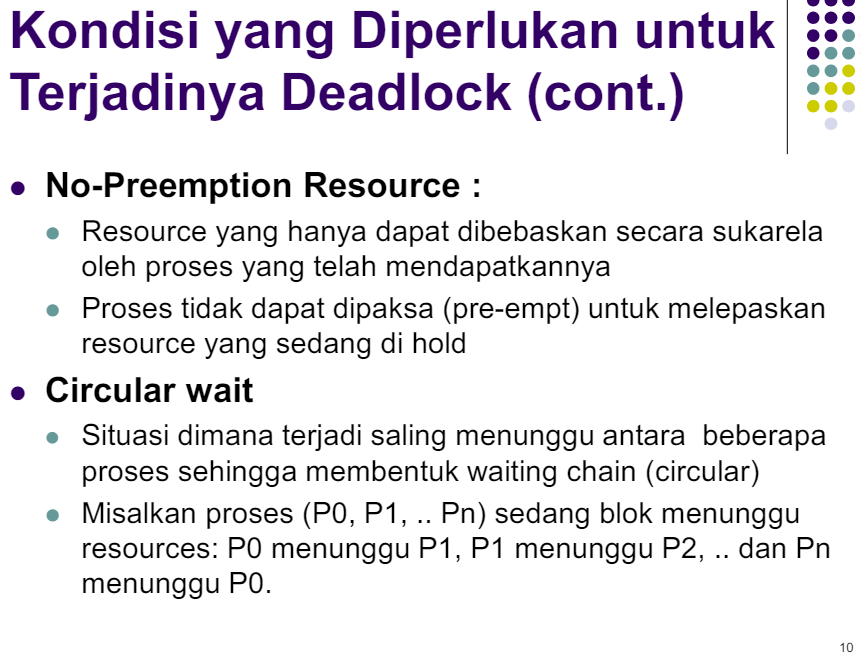 Kondisi yang Diperlukan untuk
Terjadinya Deadlock (cont.)
No-Preemption Resource :
Resource yang hanya dapat dibebaskan secara sukarela
oleh proses yang telah mendapatkannya
Proses tidak dapat dipaksa (pre-empt) untuk melepaskan
resource yang sedang di hold
Circular wait
Situasi dimana terjadi saling menunggu antara  beberapa
proses sehingga membentuk waiting chain (circular)
Misalkan proses (P0, P1, .. Pn) sedang blok menunggu
resources: P0 menunggu P1, P1 menunggu P2, .. dan Pn
menunggu P0.
10